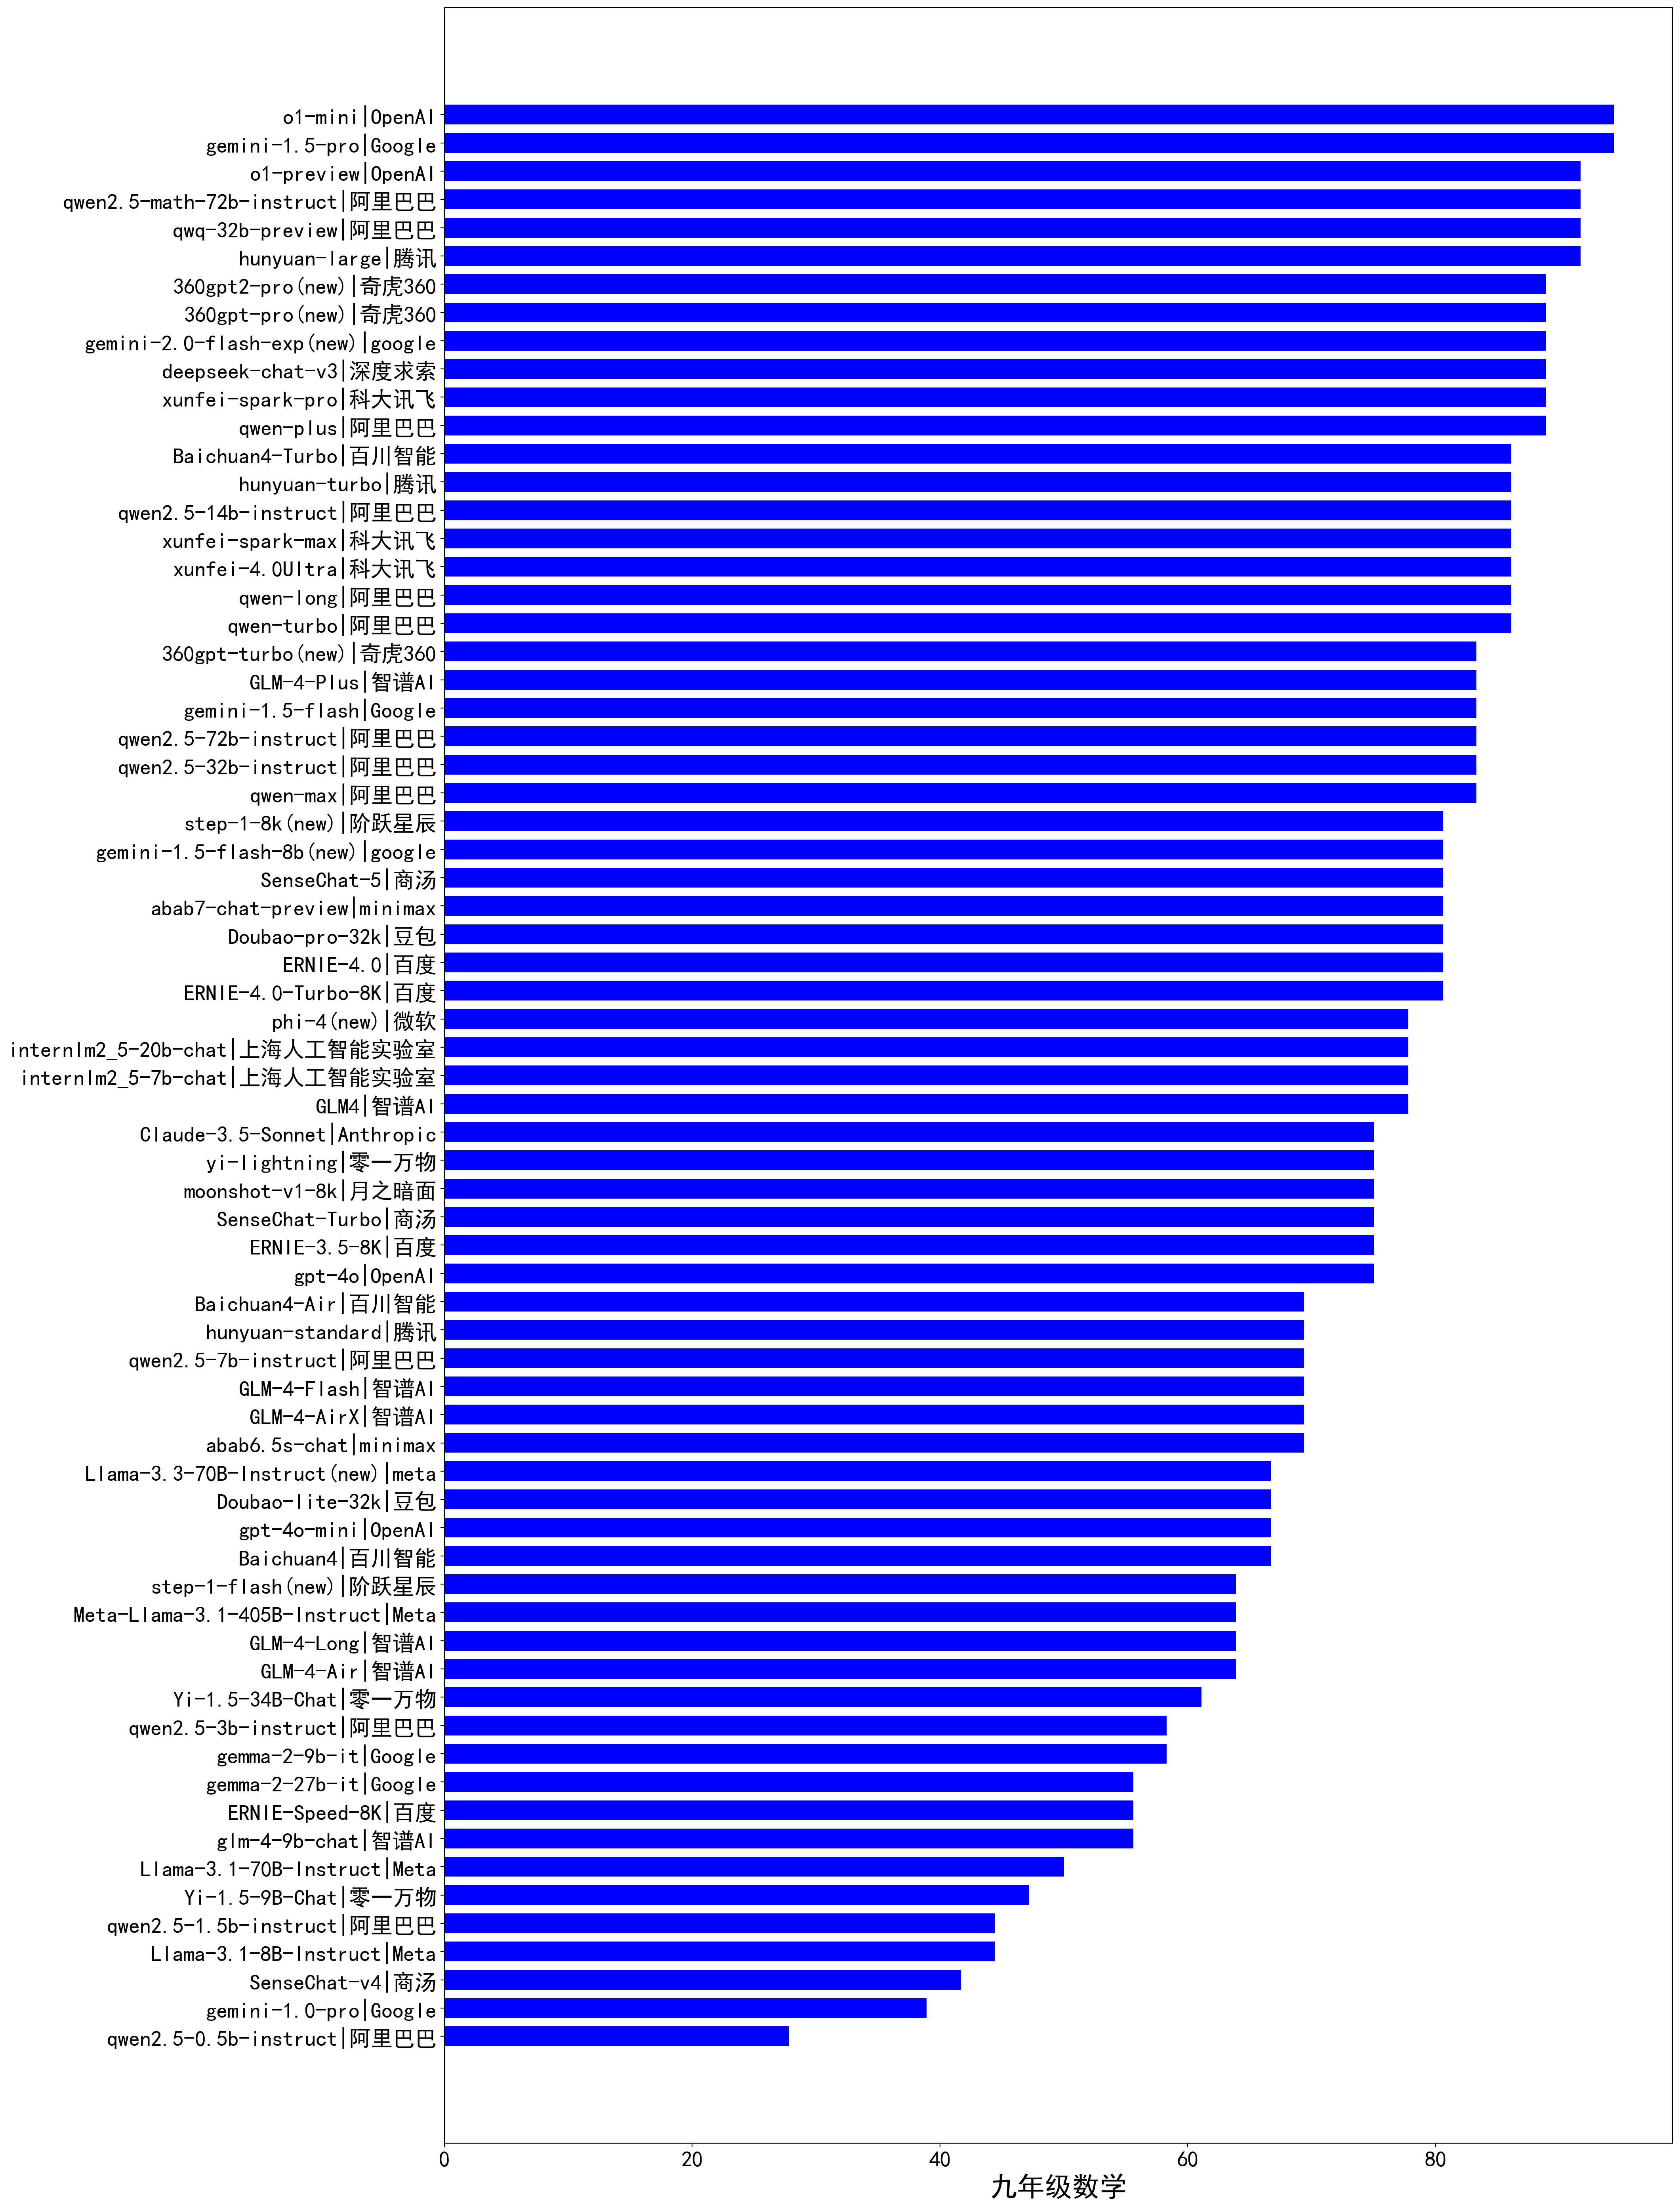 o1-mini|OpenAI
gemini-1.5-pro|Google
o1-preview|OpenAI
qwen2.5-math-72b-instruct|阿里巴巴
qwq-32b-preview|阿里巴巴
hunyuan-large|腾讯
360gpt2-pro(new)|奇虎360
360gpt-pro(new)|奇虎360
gemini-2.0-flash-exp(new)|google
deepseek-chat-v3|深度求索
xunfei-spark-pro|科大讯飞
qwen-plus|阿里巴巴
Baichuan4-Turbo|百川智能
hunyuan-turbo|腾讯
qwen2.5-14b-instruct|阿里巴巴
xunfei-spark-max|科大讯飞
xunfei-4.0Ultra|科大讯飞
qwen-long|阿里巴巴
qwen-turbo|阿里巴巴
360gpt-turbo(new)|奇虎360
GLM-4-Plus|智谱AI
gemini-1.5-flash|Google
qwen2.5-72b-instruct|阿里巴巴
qwen2.5-32b-instruct|阿里巴巴
qwen-max|阿里巴巴
step-1-8k(new)|阶跃星辰
gemini-1.5-flash-8b(new)|google
SenseChat-5|商汤
abab7-chat-preview|minimax
Doubao-pro-32k|豆包
ERNIE-4.0|百度
ERNIE-4.0-Turbo-8K|百度
phi-4(new)|微软
internlm2_5-20b-chat|上海人工智能实验室
internlm2_5-7b-chat|上海人工智能实验室
GLM4|智谱AI
Claude-3.5-Sonnet|Anthropic
yi-lightning|零一万物
moonshot-v1-8k|月之暗面
SenseChat-Turbo|商汤
ERNIE-3.5-8K|百度
gpt-4o|OpenAI
Baichuan4-Air|百川智能
hunyuan-standard|腾讯
qwen2.5-7b-instruct|阿里巴巴
GLM-4-Flash|智谱AI
GLM-4-AirX|智谱AI
abab6.5s-chat|minimax
Llama-3.3-70B-Instruct(new)|meta
Doubao-lite-32k|豆包
gpt-4o-mini|OpenAI
Baichuan4|百川智能
step-1-flash(new)|阶跃星辰
Meta-Llama-3.1-405B-Instruct|Meta
GLM-4-Long|智谱AI
GLM-4-Air|智谱AI
Yi-1.5-34B-Chat|零一万物
qwen2.5-3b-instruct|阿里巴巴
gemma-2-9b-it|Google
gemma-2-27b-it|Google
ERNIE-Speed-8K|百度
glm-4-9b-chat|智谱AI
Llama-3.1-70B-Instruct|Meta
Yi-1.5-9B-Chat|零一万物
qwen2.5-1.5b-instruct|阿里巴巴
Llama-3.1-8B-Instruct|Meta
SenseChat-v4|商汤
gemini-1.0-pro|Google
qwen2.5-0.5b-instruct|阿里巴巴
0 20 40 60 80
九年级数学